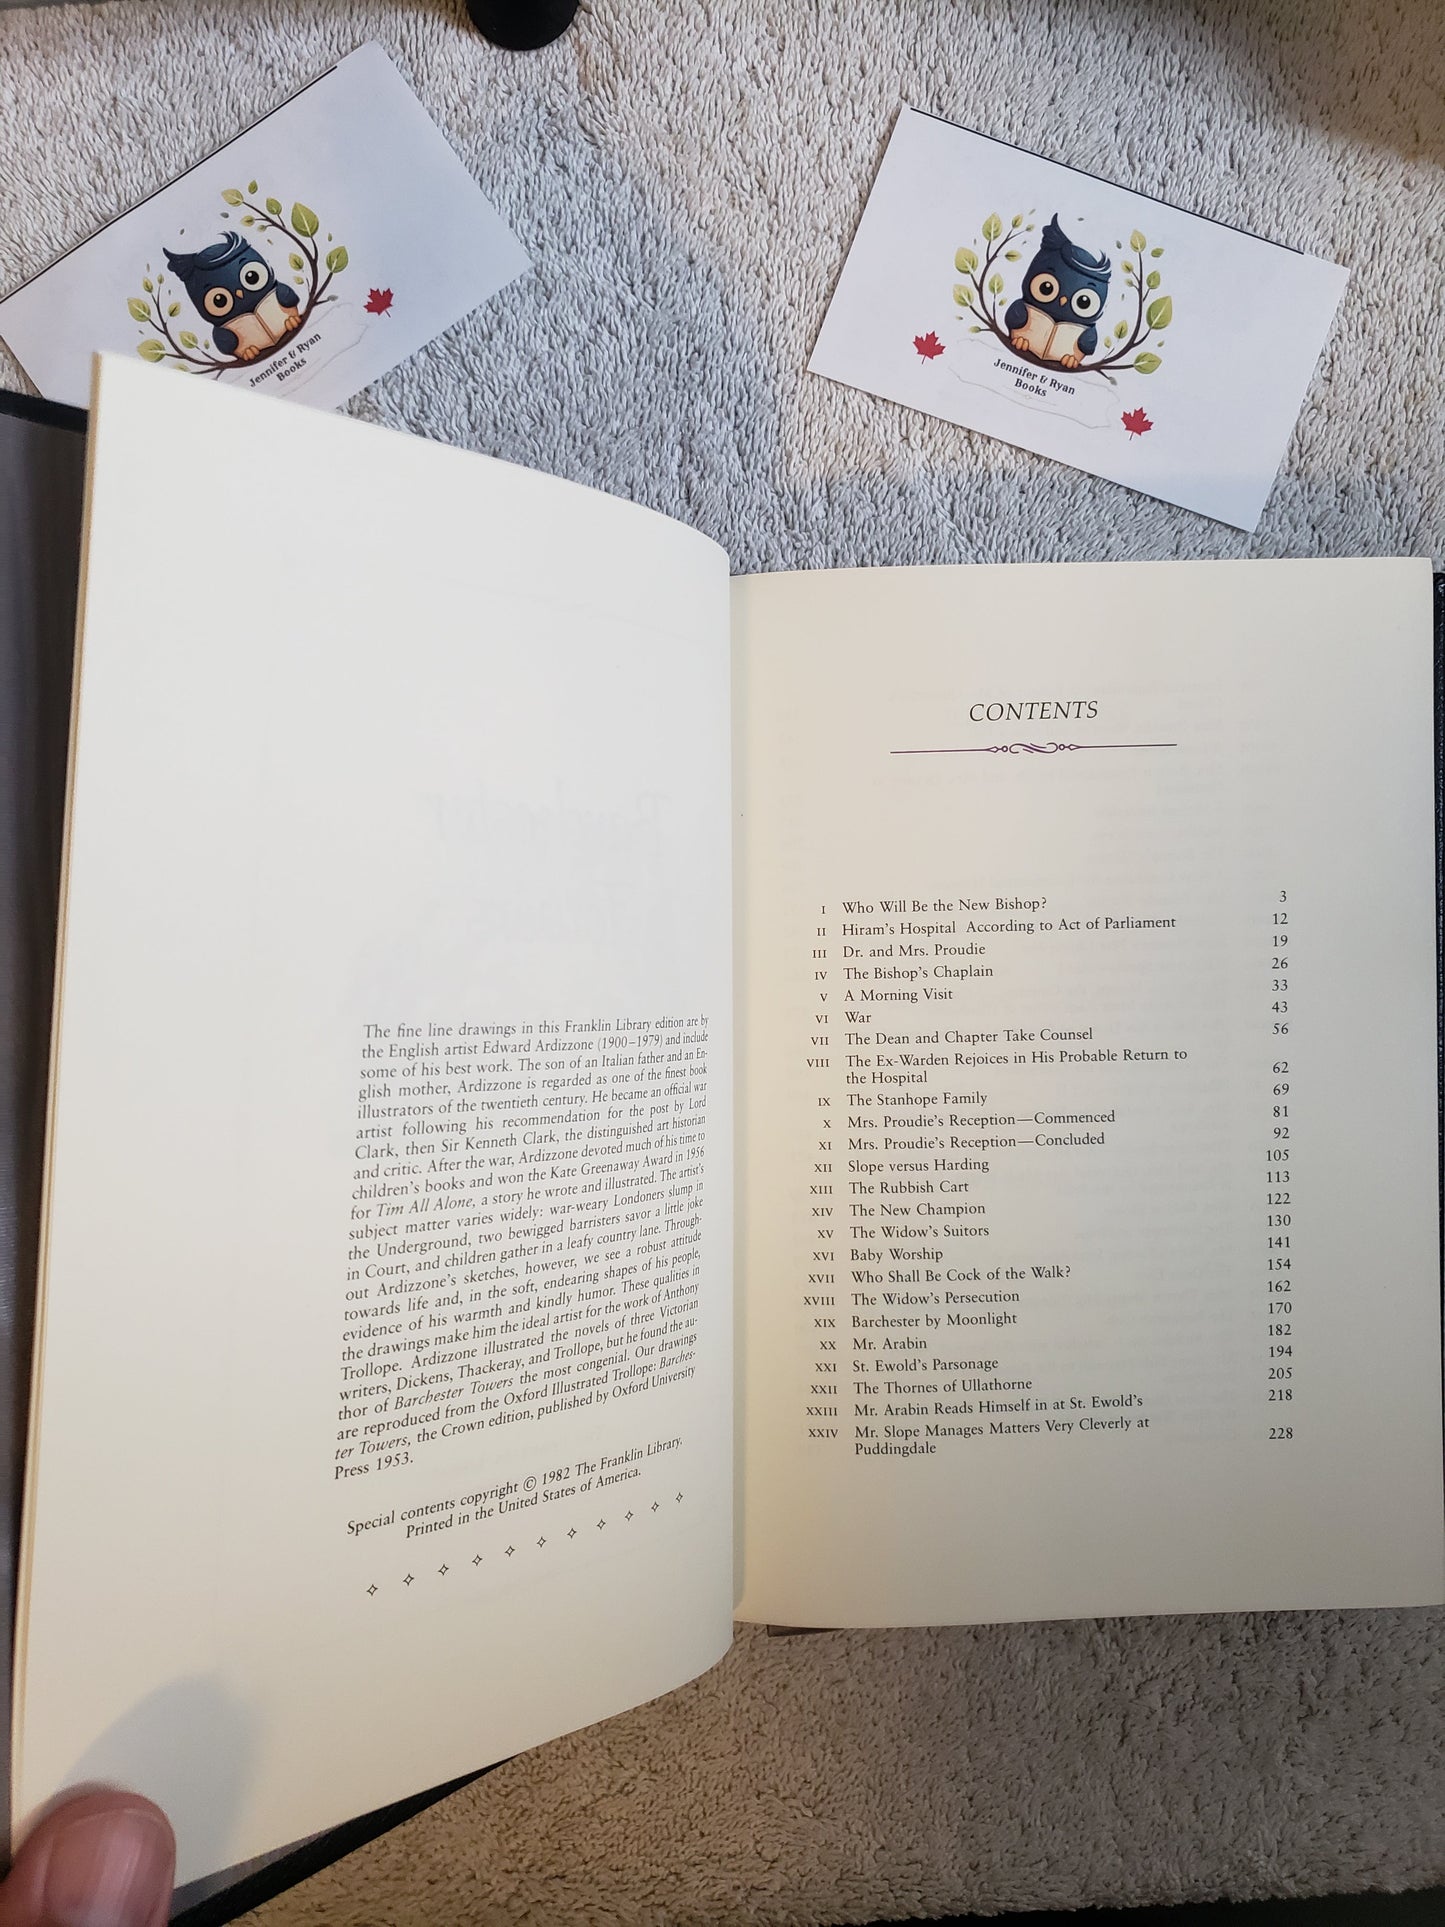 Jennifer & Ryan
Books
Jennifer & Ryan
Books
The fine line drawings in this Franklin Library edition are by
the English artist Edward Ardizzone (1900–1979) and include
some of his best work. The son of an Italian father and an En-
glish mother, Ardizzone is regarded as one of the finest book
illustrators of the twentieth century. He became an official war
artist following his recommendation for the post by Lord
Clark, then Sir Kenneth Clark, the distinguished art historian
and critic. After the war, Ardizzone devoted much of his time to
children's books and won the Kate Greenaway Award in 1956
for Tim All Alone, a story he wrote and illustrated. The artist's
subject matter varies widely: war-weary Londoners slump in
the Underground, two bewigged barristers savor a little joke
in Court, and children gather in a leafy country lane. Through-
out Ardizzone's sketches, however, we see a robust attitude
towards life and, in the soft, endearing shapes of his people,
evidence of his warmth and kindly humor. These qualities in
the drawings make him the ideal artist for the work of Anthony
Trollope. Ardizzone illustrated the novels of three Victorian
writers, Dickens, Thackeray, and Trollope, but he found the au-
thor of Barchester Towers the most congenial. Our drawings
are reproduced from the Oxford Illustrated Trollope: Barches-
ter Towers, the Crown edition, published by Oxford University
Press 1953.
Special contents copyright © 1982 The Franklin Library.
Printed in the United States of America.
CONTENTS
I Who Will Be the New Bishop? 3
II Hiram's Hospital According to Act of Parliament 12
III Dr. and Mrs. Proudie 19
IV The Bishop's Chaplain 26
V A Morning Visit 33
VI War 43
VII The Dean and Chapter Take Counsel 56
VIII The Ex-Warden Rejoices in His Probable Return to
the Hospital 62
IX The Stanhope Family 69
X Mrs. Proudie's Reception—Commenced 81
XI Mrs. Proudie's Reception—Concluded 92
XII Slope versus Harding 105
XIII The Rubbish Cart 113
XIV The New Champion 122
XV The Widow's Suitors 130
XVI Baby Worship 141
XVII Who Shall Be Cock of the Walk? 154
XVIII The Widow's Persecution 162
XIX Barchester by Moonlight 170
XX Mr. Arabin 182
XXI St. Ewold's Parsonage 194
XXII The Thornes of Ullathorne 205
XXIII Mr. Arabin Reads Himself in at St. Ewold's 218
XXIV Mr. Slope Manages Matters Very Cleverly at
Puddingdale 228